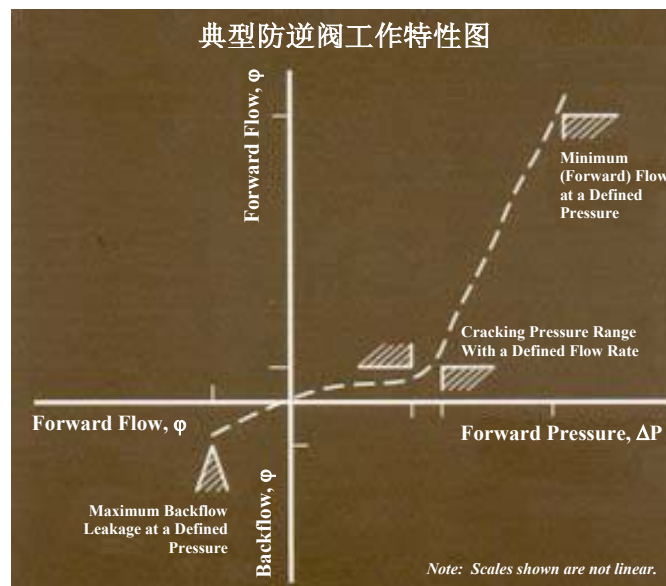 典型防逆阀工作特性图
Forward Flow, φ
Minimum
(Forward) Flow
at a Defined
Pressure
Cracking Pressure Range
With a Defined Flow Rate
Forward Flow, φ
Forward Pressure, ΔP
Backflow, φ
Maximum Backflow
Leakage at a Defined
Pressure
Note: Scales shown are not linear.